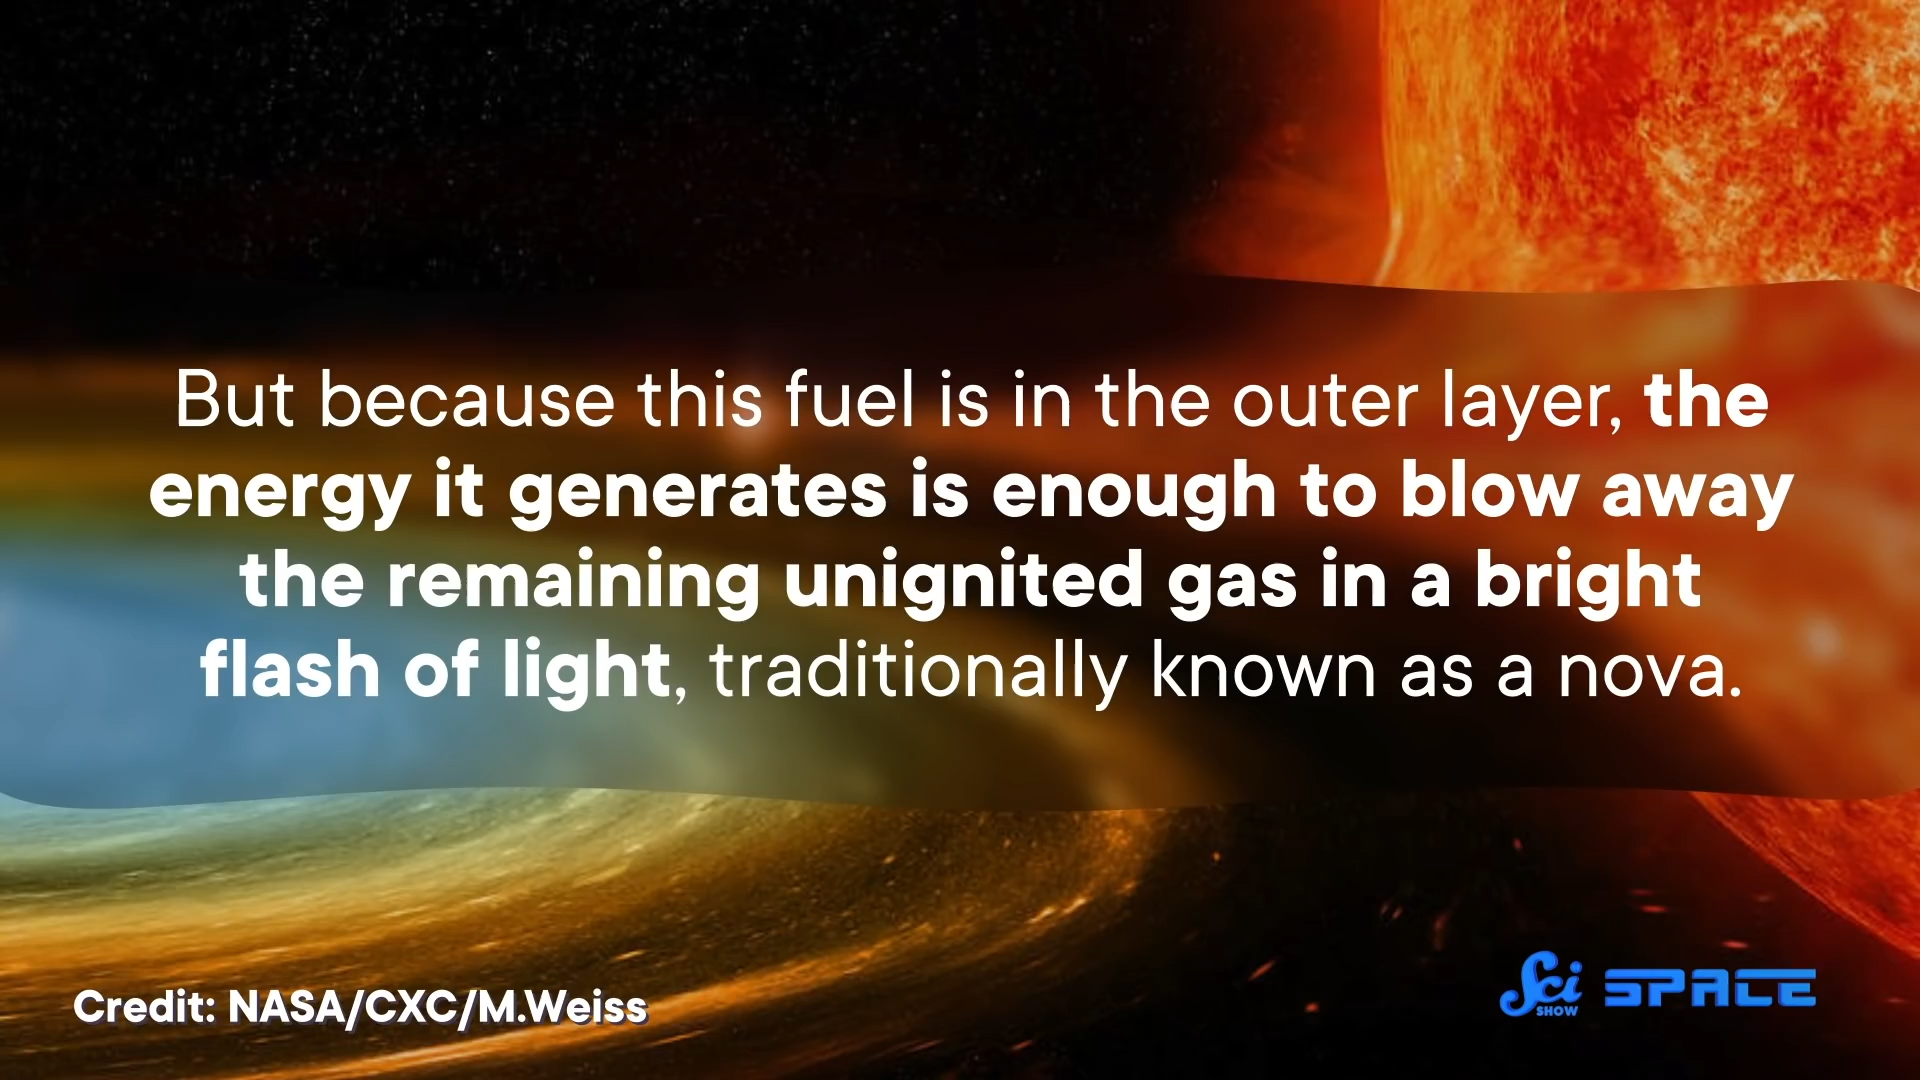 But because this fuel is in the outer layer, the
energy it generates is enough to blow away
the remaining unignited gas in a bright
flash of light, traditionally known as a nova.
Credit: NASA/CXC/M.Weiss
Sci SHOW SPACE